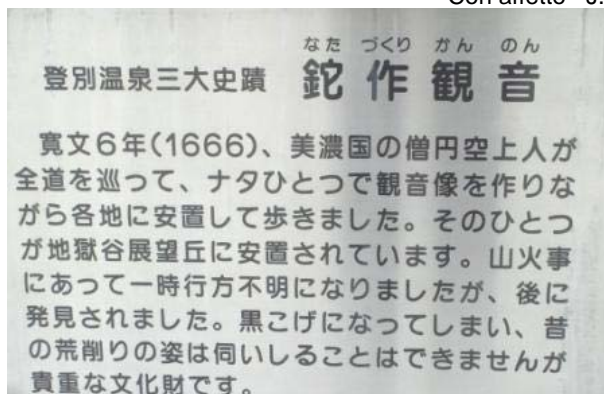 なた づくり かん のん
登別温泉三大史蹟 鉈作観音
寛文6年(1666)、美濃国の僧円空上人が
全道を巡って、ナタひとつで観音像を作りな
がら各地に安置して歩きました。そのひとつ
が地獄谷展望丘に安置されています。山火事
にあって一時行方不明になりましたが、後に
発見されました。黒こげになってしまい、昔
の荒削りの姿は伺いしることはできませんが
貴重な文化財です。